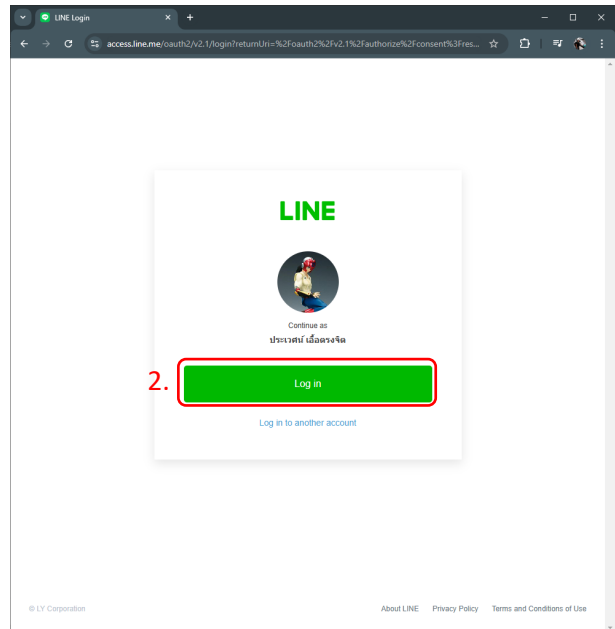 LINE Login
access.line.me/oauth2/v2.1/login?returnUri=%2Foauth2%2Fv2.1%2Fauthorize%2Fconsent%3Fres...
LINE
Continue as
ประเวศน์ เอื้อตรงจิต
2.
Log in
Log in to another account
© LY Corporation
About LINE Privacy Policy Terms and Conditions of Use